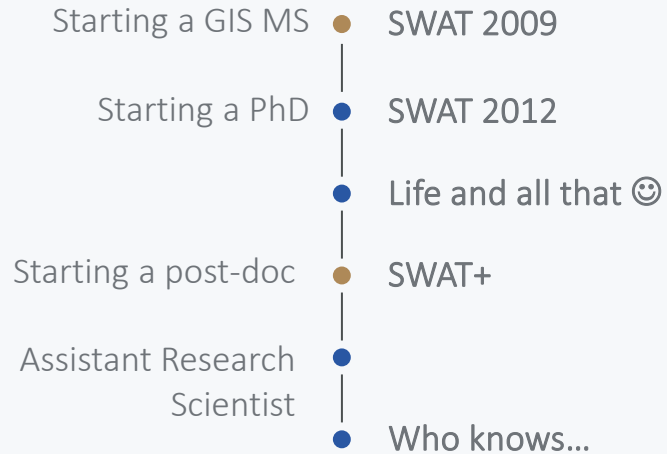 Starting a GIS MS
SWAT 2009
Starting a PhD
SWAT 2012
Life and all that ☺
Starting a post-doc
SWAT+
Assistant Research
Scientist
Who knows...